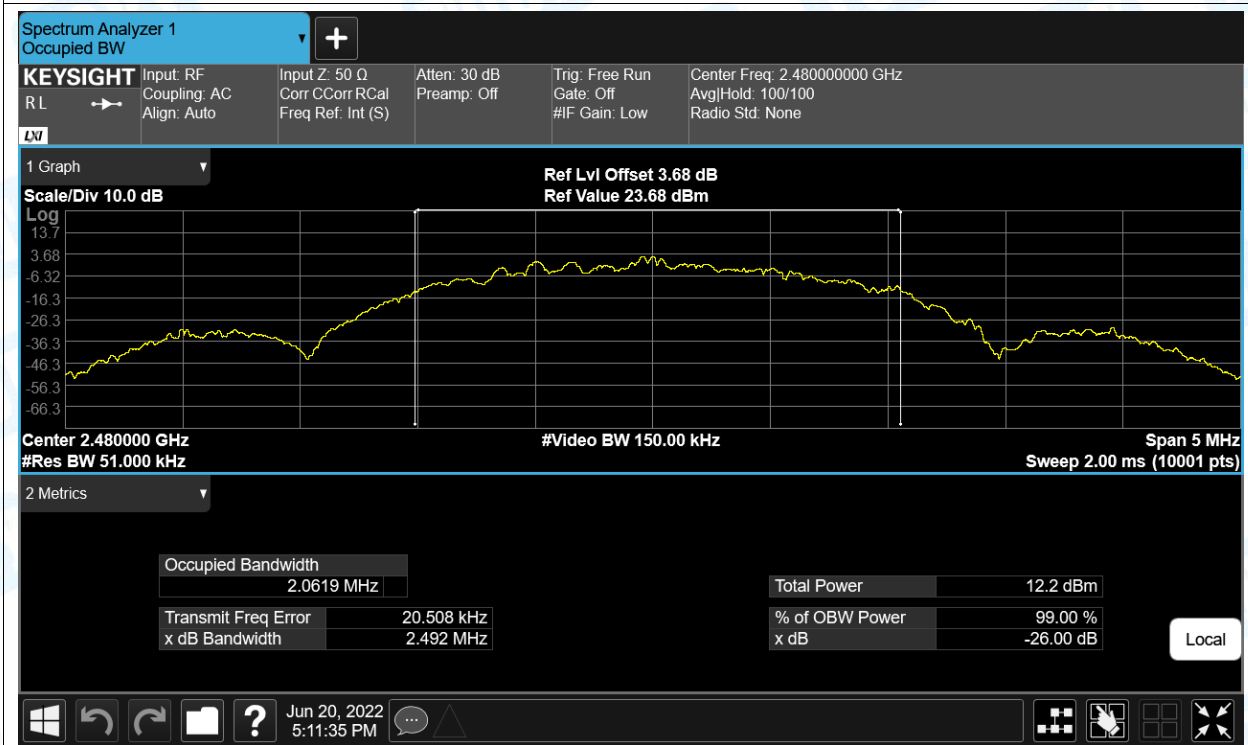 Spectrum Analyzer 1
Occupied BW
KEYSIGHT
R L
LXI
Input: RF
Coupling: AC
Align: Auto
Input Z: 50 Ω
Corr CCorr RCal
Freq Ref: Int (S)
Atten: 30 dB
Preamp: Off
Trig: Free Run
Gate: Off
#IF Gain: Low
Center Freq: 2.480000000 GHz
Avg|Hold: 100/100
Radio Std: None
1 Graph
Scale/Div 10.0 dB
Ref Lvl Offset 3.68 dB
Ref Value 23.68 dBm
Log
13.7
3.68
-6.32
-16.3
-26.3
-36.3
-46.3
-56.3
-66.3
Center 2.480000 GHz
#Video BW 150.00 kHz
Span 5 MHz
#Res BW 51.000 kHz
Sweep 2.00 ms (10001 pts)
2 Metrics
Occupied Bandwidth
2.0619 MHz
Transmit Freq Error 20.508 kHz
x dB Bandwidth 2.492 MHz
Total Power 12.2 dBm
% of OBW Power 99.00 %
x dB -26.00 dB
Local
?
Jun 20, 2022
5:11:35 PM